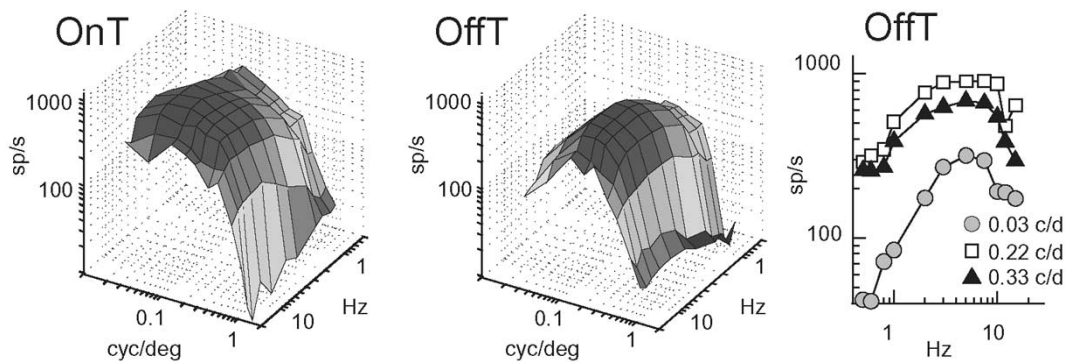 OnT
1000
100
sp/s
0.1
1
cyc/deg
10
1
Hz
OffT
1000
100
sp/s
0.1
1
cyc/deg
10
1
Hz
OffT
1000
100
sp/s
0.03 c/d
0.22 c/d
0.33 c/d
1
10
Hz